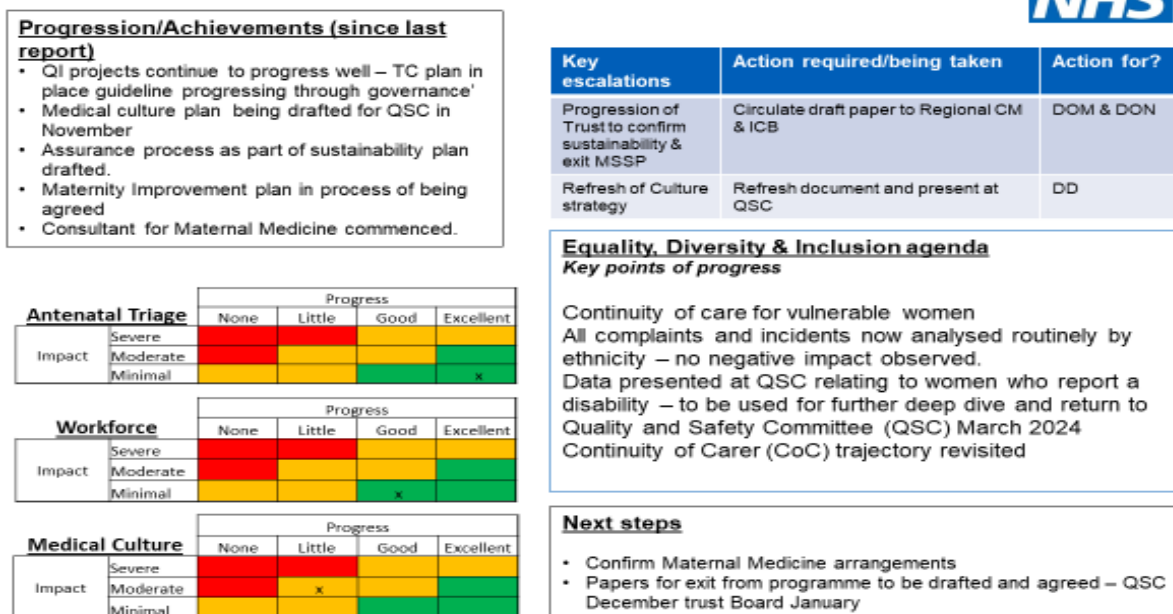 NHS
Progression/Achievements (since last
report)
• QI projects continue to progress well – TC plan in
place guideline progressing through governance'
• Medical culture plan being drafted for QSC in
November
• Assurance process as part of sustainability plan
drafted.
• Maternity Improvement plan in process of being
agreed
• Consultant for Maternal Medicine commenced.
Key escalations | Action required/being taken | Action for?
Progression of Trust to confirm sustainability & exit MSSP | Circulate draft paper to Regional CM & ICB | DOM & DON
Refresh of Culture strategy | Refresh document and present at QSC | DD
Equality, Diversity & Inclusion agenda
Key points of progress
Continuity of care for vulnerable women
All complaints and incidents now analysed routinely by
ethnicity – no negative impact observed.
Data presented at QSC relating to women who report a
disability – to be used for further deep dive and return to
Quality and Safety Committee (QSC) March 2024
Continuity of Carer (CoC) trajectory revisited
Antenatal Triage
Progress
None Little Good Excellent
Impact
Severe
Moderate
Minimal x
Workforce
Progress
None Little Good Excellent
Impact
Severe
Moderate
Minimal x
Medical Culture
Progress
None Little Good Excellent
Impact
Severe
Moderate x
Minimal
Next steps
• Confirm Maternal Medicine arrangements
• Papers for exit from programme to be drafted and agreed – QSC
December trust Board January